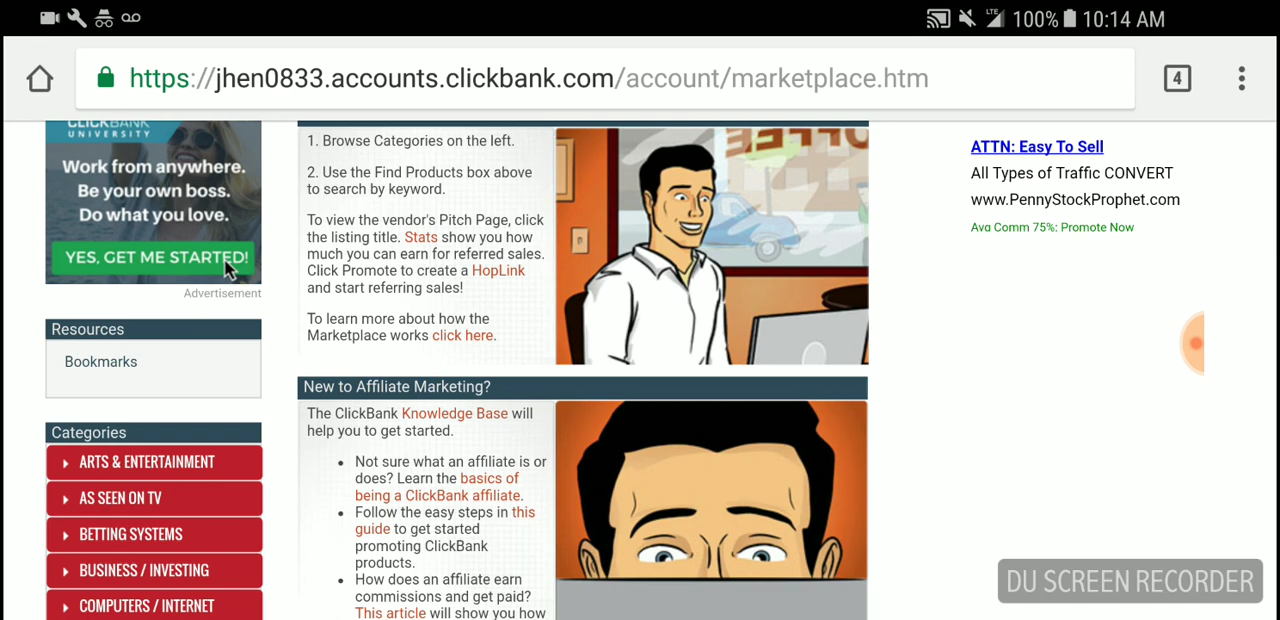 LTE 100% 10:14 AM
https://jhen0833.accounts.clickbank.com/account/marketplace.htm
4
CLICKBANK
UNIVERSITY
Work from anywhere.
Be your own boss.
Do what you love.
YES, GET ME STARTED!
Advertisement
Resources
Bookmarks
Categories
ARTS & ENTERTAINMENT
AS SEEN ON TV
BETTING SYSTEMS
BUSINESS / INVESTING
COMPUTERS / INTERNET
1. Browse Categories on the left.
2. Use the Find Products box above
to search by keyword.
To view the vendor's Pitch Page, click
the listing title. Stats show you how
much you can earn for referred sales.
Click Promote to create a HopLink
and start referring sales!
To learn more about how the
Marketplace works click here.
New to Affiliate Marketing?
The ClickBank Knowledge Base will
help you to get started.
• Not sure what an affiliate is or
does? Learn the basics of
being a ClickBank affiliate.
• Follow the easy steps in this
guide to get started
promoting ClickBank
products.
• How does an affiliate earn
commissions and get paid?
This article will show you how
ATTN: Easy To Sell
All Types of Traffic CONVERT
www.PennyStockProphet.com
Avg Comm 75%: Promote Now
DU SCREEN RECORDER